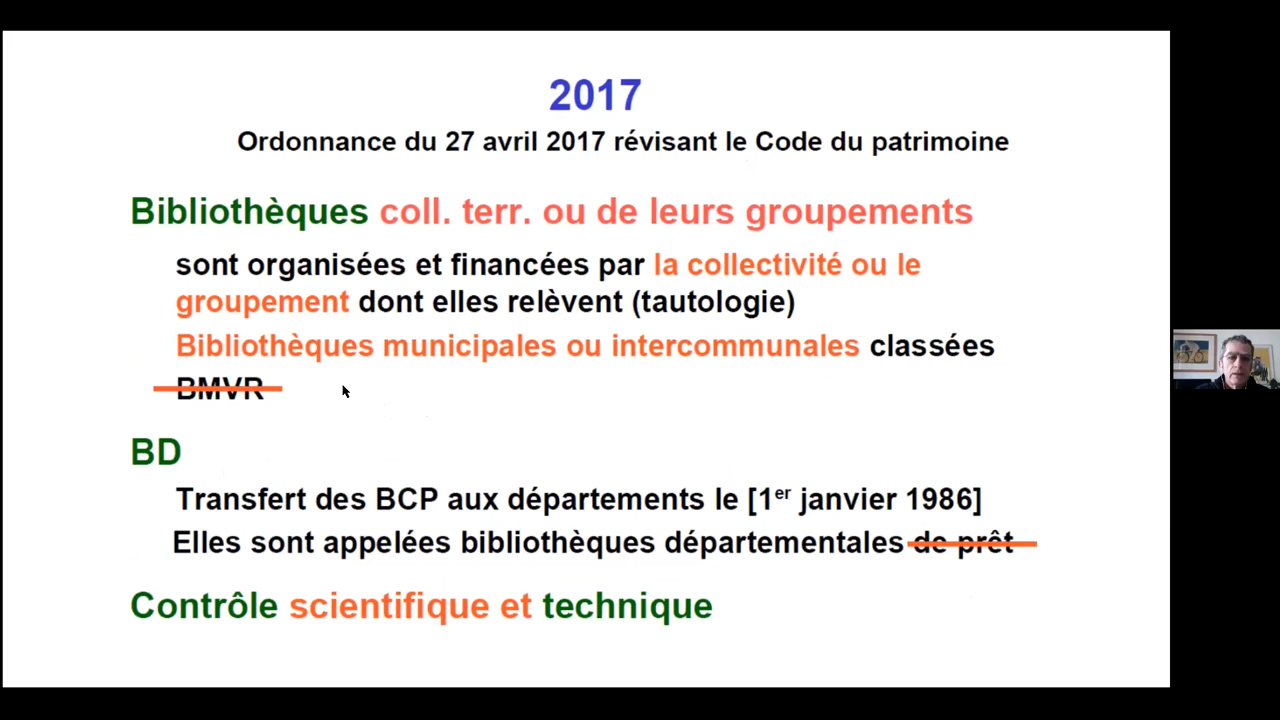 2017
Ordonnance du 27 avril 2017 révisant le Code du patrimoine
Bibliothèques coll. terr. ou de leurs groupements
sont organisées et financées par la collectivité ou le
groupement dont elles relèvent (tautologie)
Bibliothèques municipales ou intercommunales classées
BMVR
BD
Transfert des BCP aux départements le [1er janvier 1986]
Elles sont appelées bibliothèques départementales de prêt
Contrôle scientifique et technique